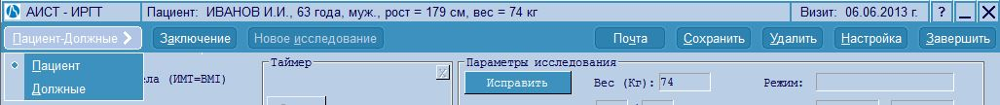 АИСТ - ИРГТ Пациент: ИВАНОВ И.И., 63 года, муж., рост = 179 см, вес = 74 кг Визит: 06.06.2013 г. ?
Пациент-Должные Заключение Новое исследование Почта Сохранить Удалить Настройка Завершить
Пациент
Должные
ела (ИМТ=BMI)
Таймер
X
Параметры исследования
Исправить Вес (Кг): 74 Режим: